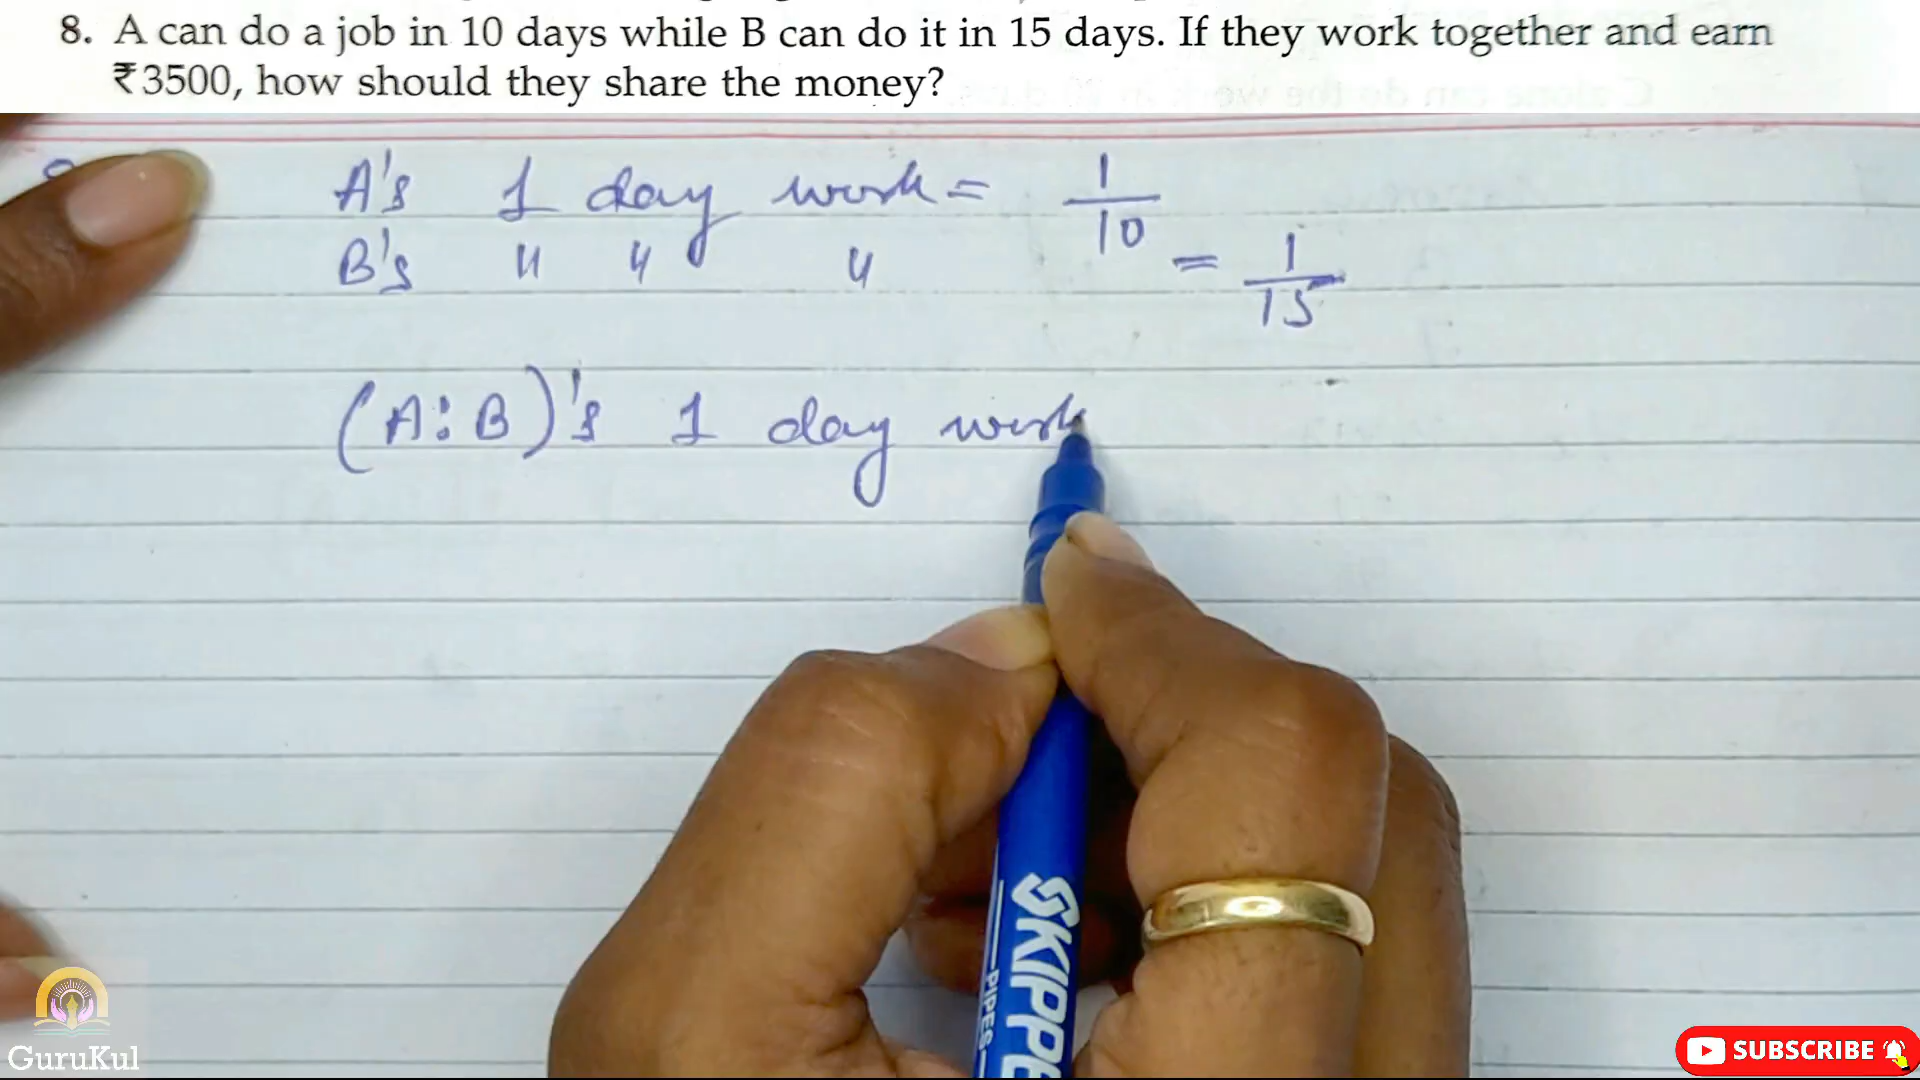 8. A can do a job in 10 days while B can do it in 15 days. If they work together and earn
₹3500, how should they share the money?
A's 1 day work = 1/10
B's " " " = 1/15
(A:B)'s 1 day work
SKIPPE
PIPES
GuruKul
SUBSCRIBE